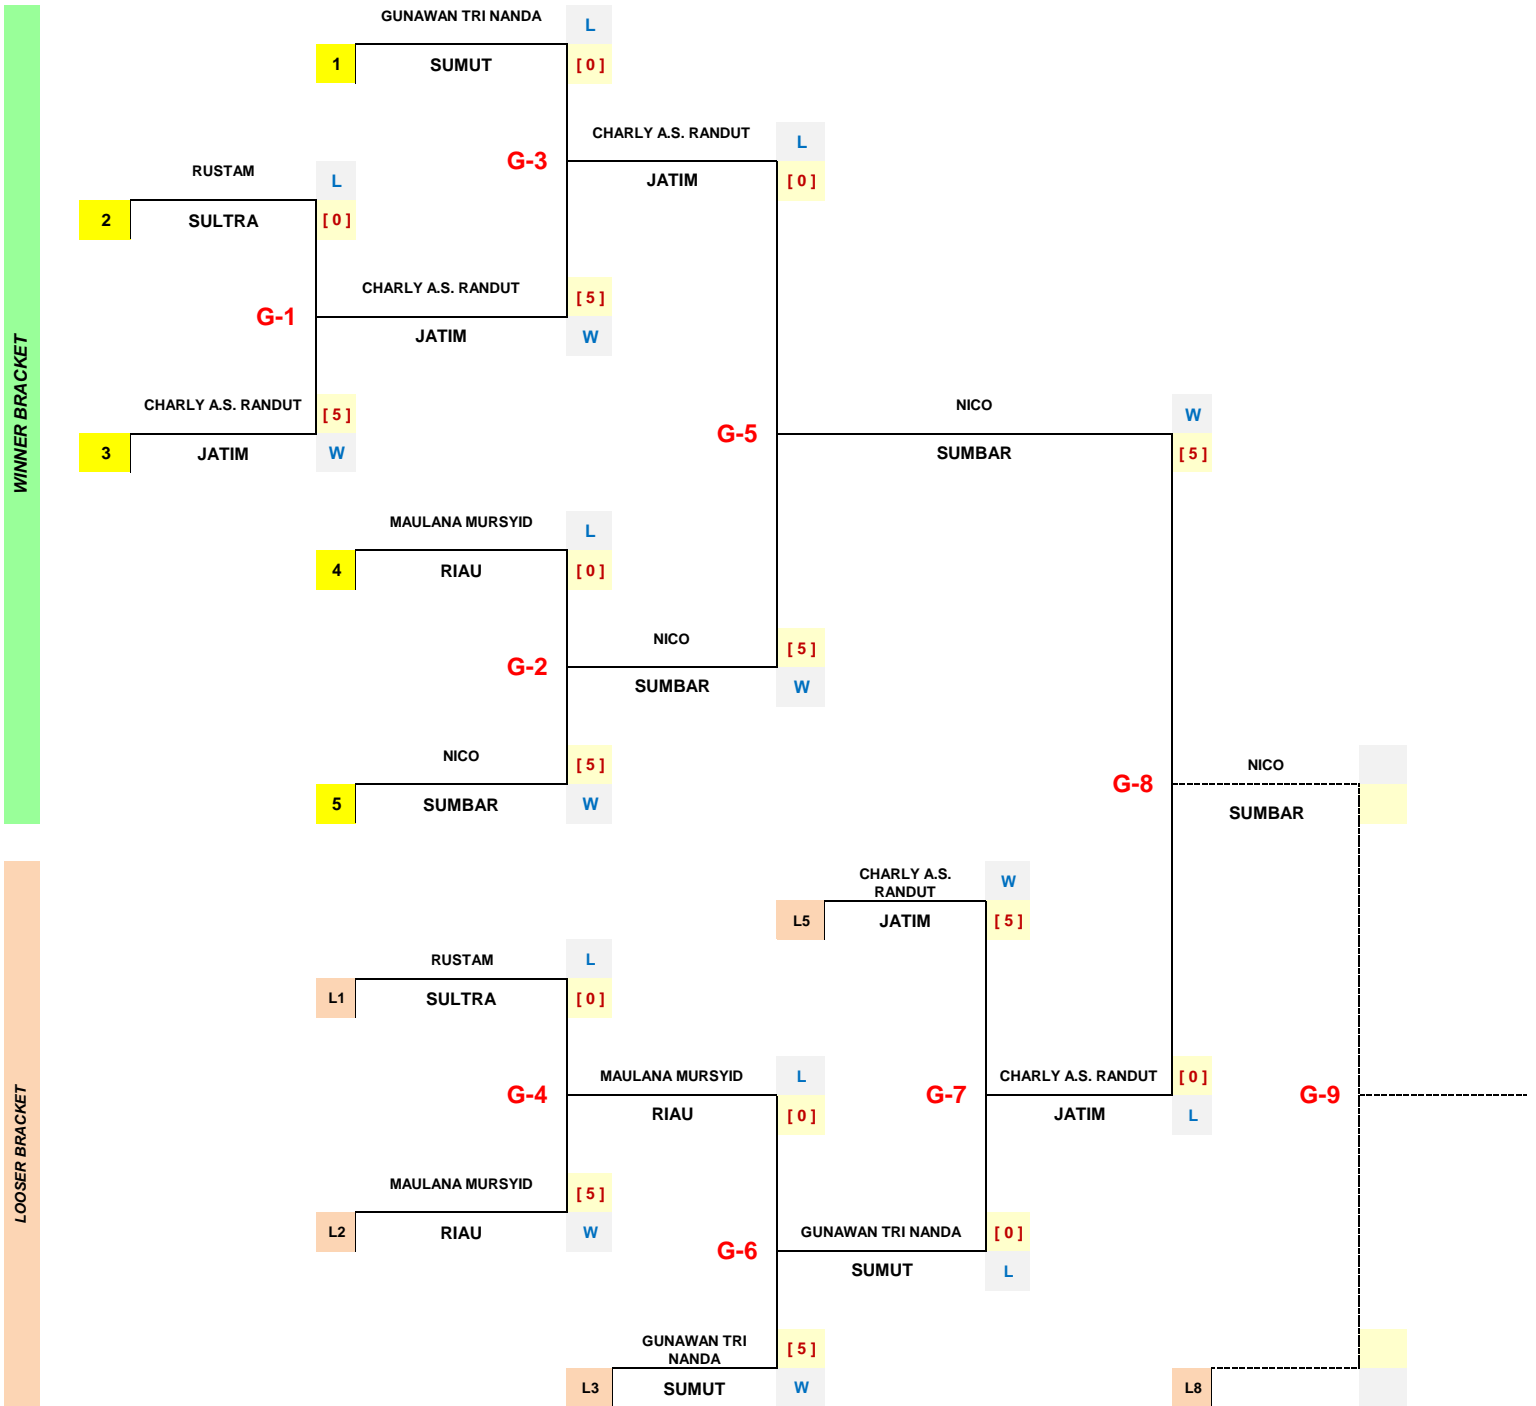 GUNAWAN TRI NANDA
L
1
SUMUT
[ 0 ]
CHARLY A.S. RANDUT
L
G-3
JATIM
[ 0 ]
RUSTAM
L
2
SULTRA
[ 0 ]
CHARLY A.S. RANDUT
[ 5 ]
G-1
JATIM
W
WINNER BRACKET
CHARLY A.S. RANDUT
[ 5 ]
3
JATIM
W
G-5
NICO
W
SUMBAR
[ 5 ]
MAULANA MURSYID
L
4
RIAU
[ 0 ]
NICO
[ 5 ]
G-2
SUMBAR
W
NICO
[ 5 ]
5
SUMBAR
W
G-8
NICO
SUMBAR
CHARLY A.S.
RANDUT
W
L5
JATIM
[ 5 ]
RUSTAM
L
L1
SULTRA
[ 0 ]
LOOSER BRACKET
MAULANA MURSYID
L
G-4
RIAU
[ 0 ]
G-7
CHARLY A.S. RANDUT
[ 0 ]
JATIM
L
G-9
MAULANA MURSYID
[ 5 ]
L2
RIAU
W
G-6
GUNAWAN TRI NANDA
[ 0 ]
SUMUT
L
GUNAWAN TRI
NANDA
[ 5 ]
L3
SUMUT
W
L8